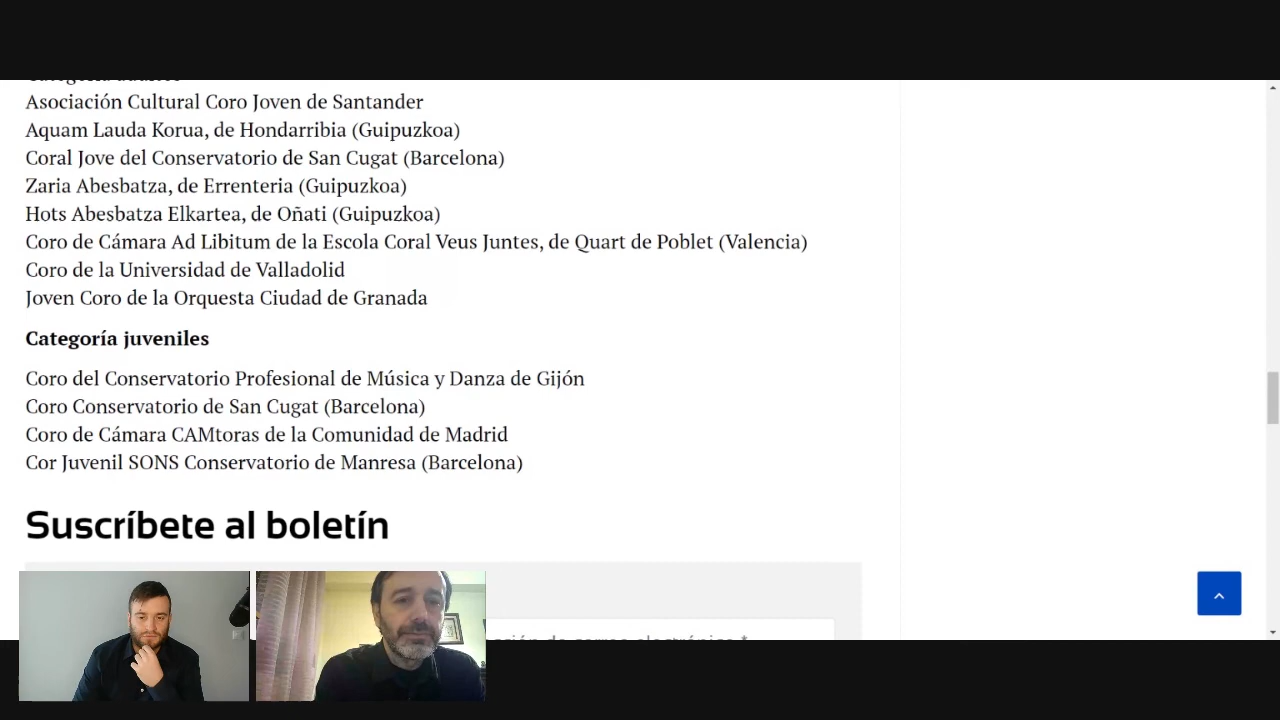 Asociación Cultural Coro Joven de Santander
Aquam Lauda Korua, de Hondarribia (Guipuzkoa)
Coral Jove del Conservatorio de San Cugat (Barcelona)
Zaria Abesbatza, de Errenteria (Guipuzkoa)
Hots Abesbatza Elkartea, de Oñati (Guipuzkoa)
Coro de Cámara Ad Libitum de la Escola Coral Veus Juntes, de Quart de Poblet (Valencia)
Coro de la Universidad de Valladolid
Joven Coro de la Orquesta Ciudad de Granada
Categoría juveniles
Coro del Conservatorio Profesional de Música y Danza de Gijón
Coro Conservatorio de San Cugat (Barcelona)
Coro de Cámara CAMtoras de la Comunidad de Madrid
Cor Juvenil SONS Conservatorio de Manresa (Barcelona)
Suscríbete al boletín